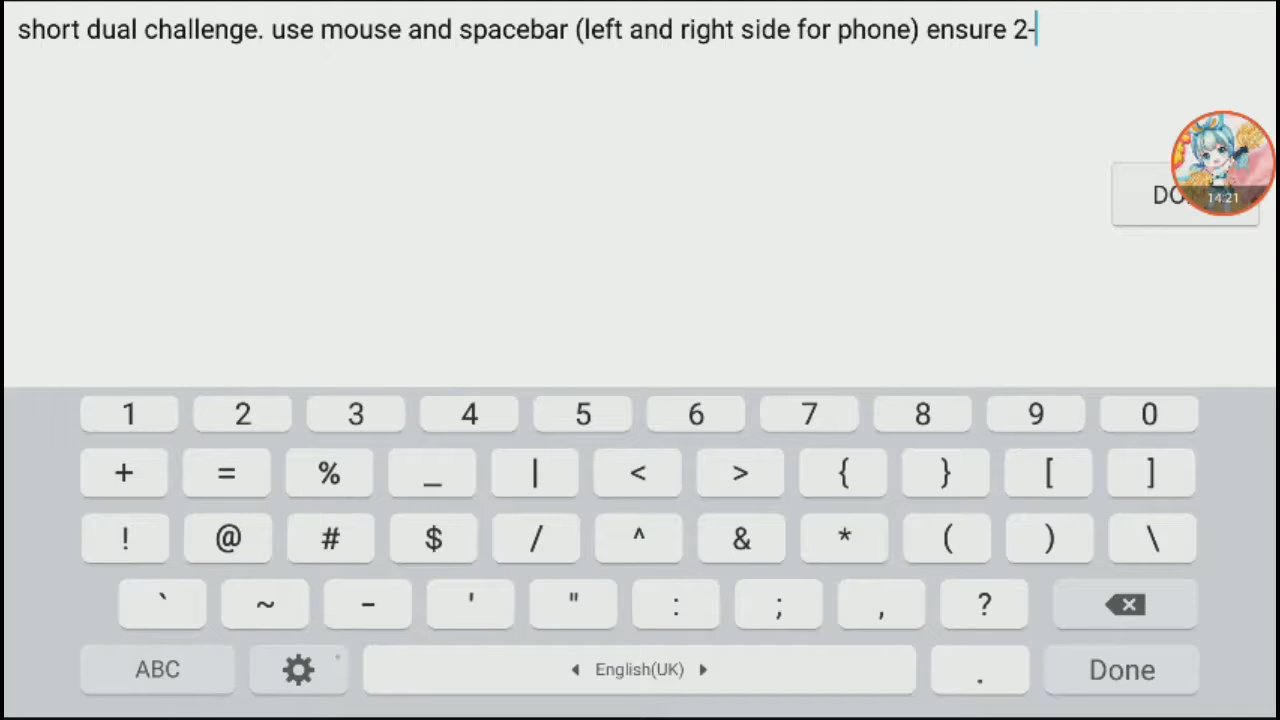 short dual challenge. use mouse and spacebar (left and right side for phone) ensure 2-
14:21
1 2 3 4 5 6 7 8 9 0
+ = % _ | < > { } [ ]
! @ # $ / ^ & * ( ) \
` ~ - ' " : ; , ?
ABC English(UK) . Done